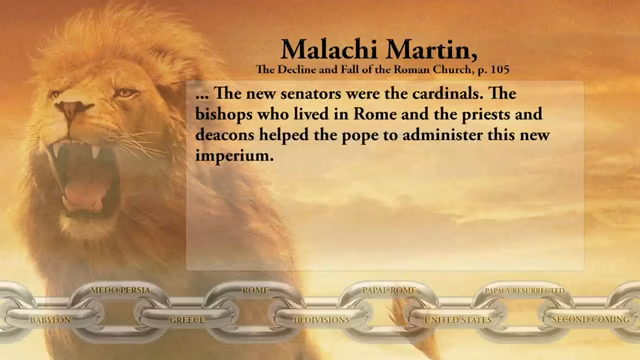 Malachi Martin,
The Decline and Fall of the Roman Church, p. 105
... The new senators were the cardinals. The
bishops who lived in Rome and the priests and
deacons helped the pope to administer this new
imperium.
MEDO-PERSIA ROME PAPAL ROME PAPACY RESURRECTED
BABYLON GREECE 10 DIVISIONS UNITED STATES SECOND COMING